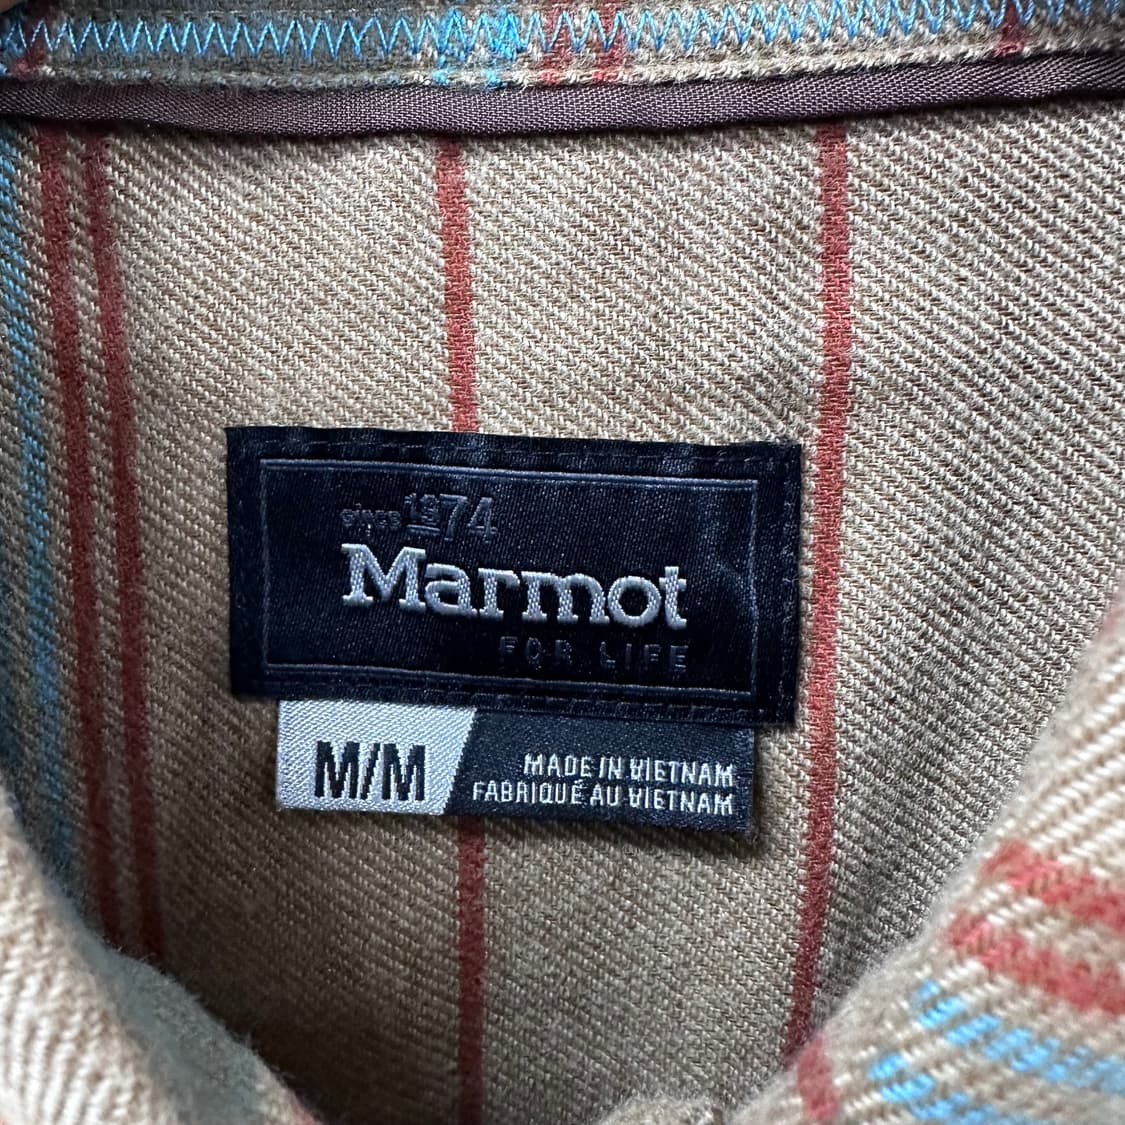 since 1974
Marmot
FOR LIFE
M/M
MADE IN VIETNAM
FABRIQUÉ AU VIETNAM